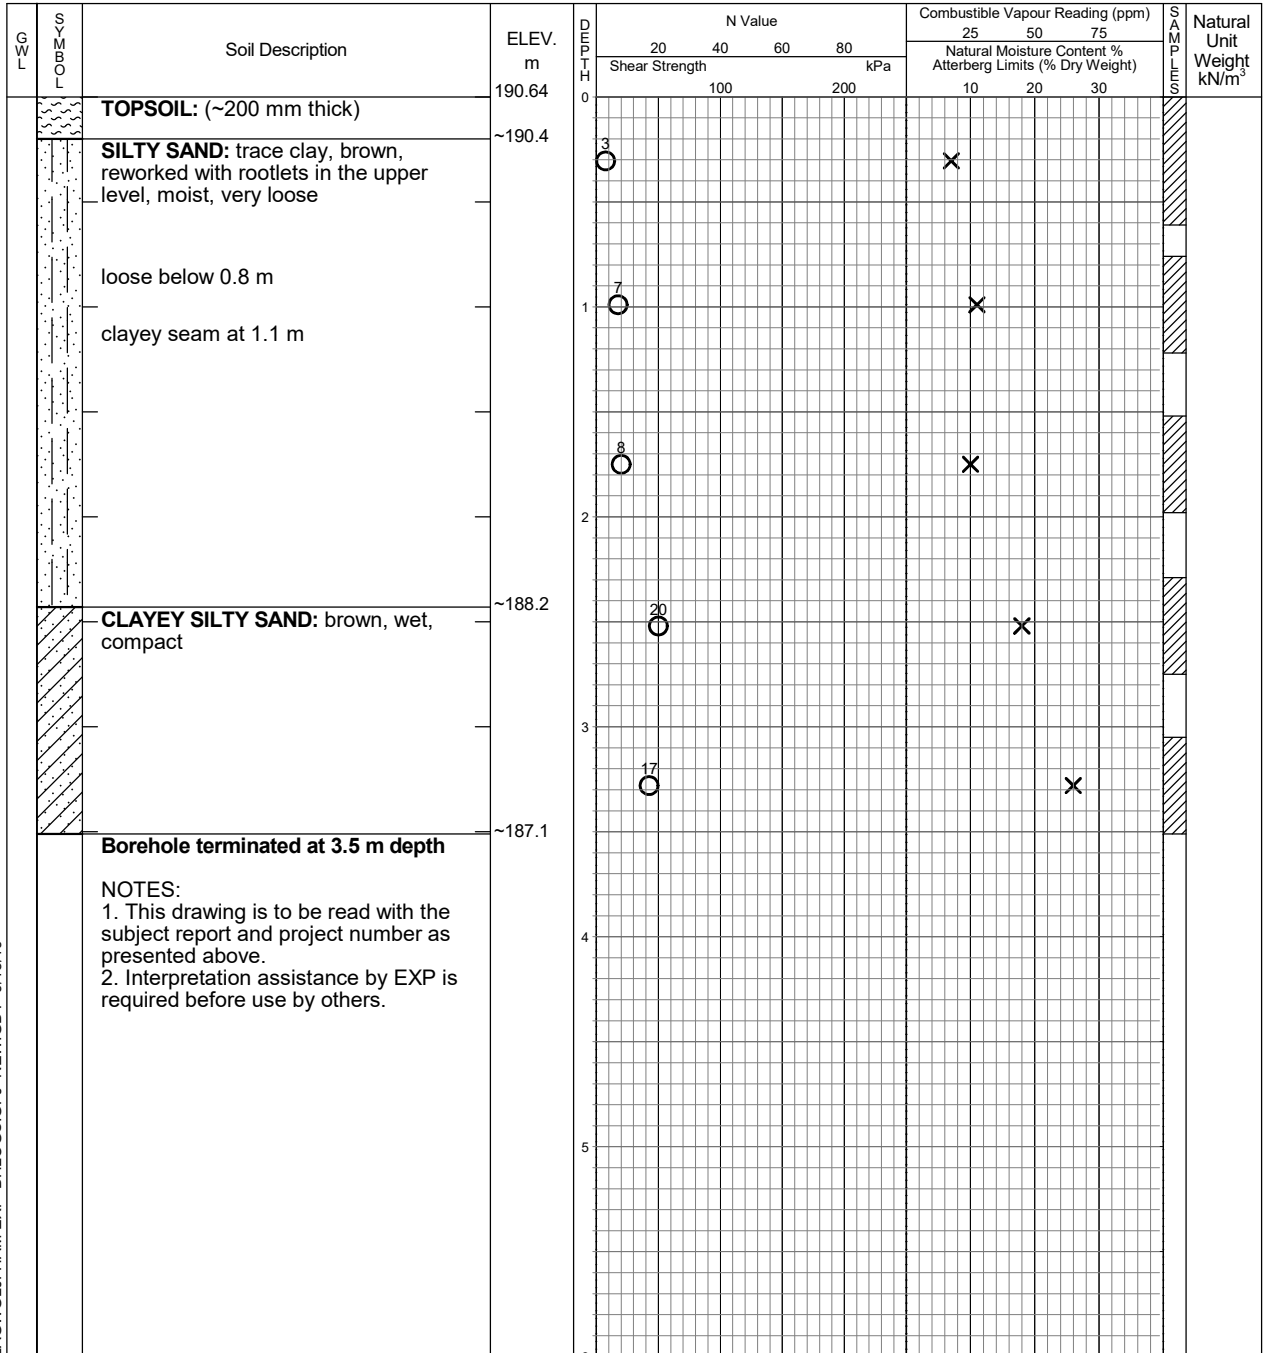 GWL
SYMBOL
Soil Description
ELEV.
m
DEPTH
N Value
20 40 60 80
Shear Strength kPa
100 200
Combustible Vapour Reading (ppm)
25 50 75
Natural Moisture Content %
Atterberg Limits (% Dry Weight)
10 20 30
SAMPLES
Natural
Unit
Weight
kN/m³
190.64
0
TOPSOIL: (~200 mm thick)
~190.4
SILTY SAND: trace clay, brown,
reworked with rootlets in the upper
level, moist, very loose
3
loose below 0.8 m
7
1
clayey seam at 1.1 m
8
2
~188.2
CLAYEY SILTY SAND: brown, wet,
compact
20
3
17
~187.1
Borehole terminated at 3.5 m depth
NOTES:
1. This drawing is to be read with the
subject report and project number as
presented above.
2. Interpretation assistance by EXP is
required before use by others.
4
5